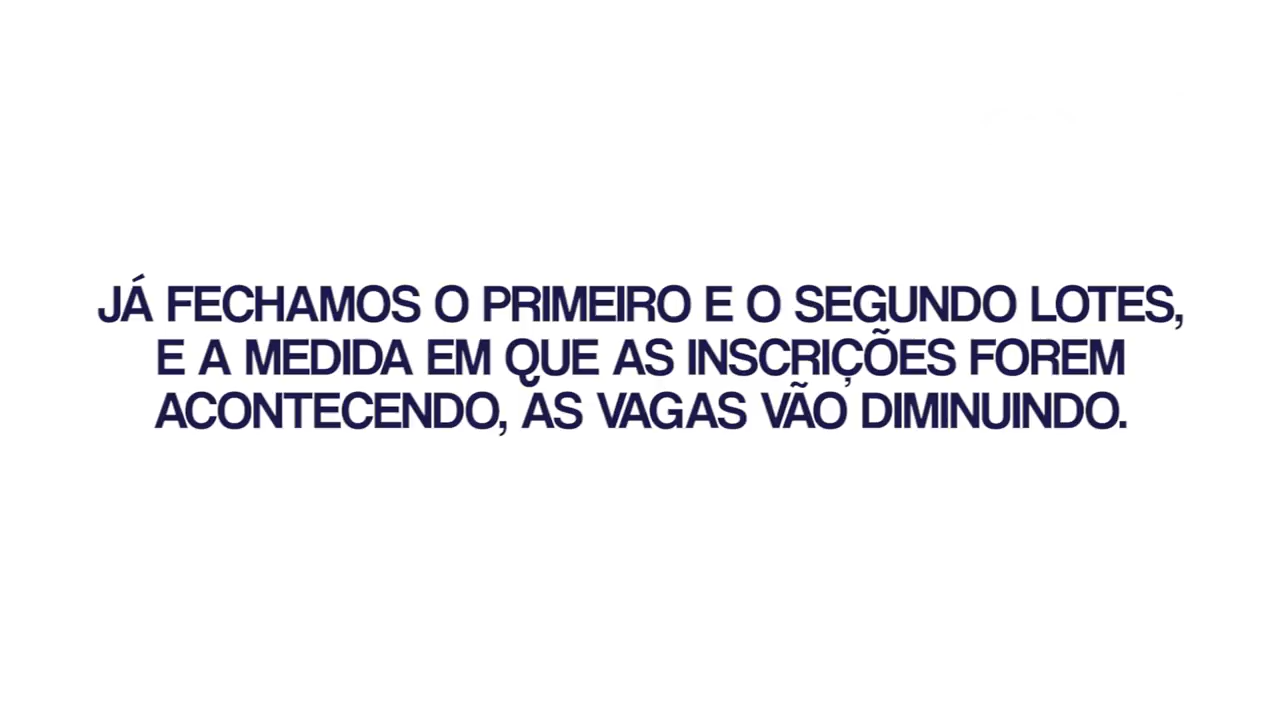 JÁ FECHAMOS O PRIMEIRO E O SEGUNDO LOTES,
E A MEDIDA EM QUE AS INSCRIÇÕES FOREM
ACONTECENDO, AS VAGAS VÃO DIMINUINDO.